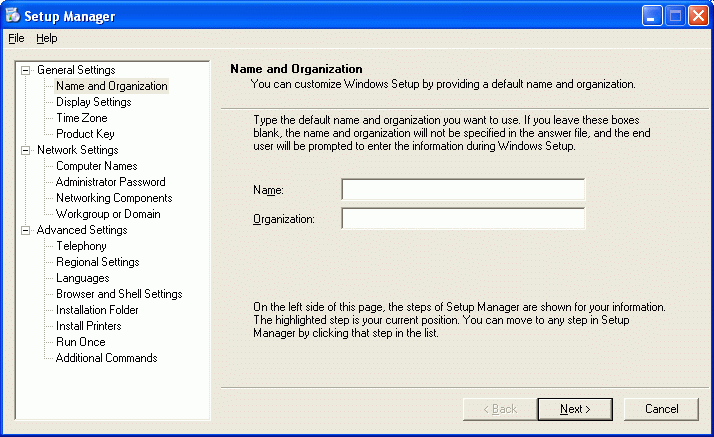 Setup Manager
File Help
General Settings
Name and Organization
Display Settings
Time Zone
Product Key
Network Settings
Computer Names
Administrator Password
Networking Components
Workgroup or Domain
Advanced Settings
Telephony
Regional Settings
Languages
Browser and Shell Settings
Installation Folder
Install Printers
Run Once
Additional Commands
Name and Organization
You can customize Windows Setup by providing a default name and organization.
Type the default name and organization you want to use. If you leave these boxes
blank, the name and organization will not be specified in the answer file, and the end
user will be prompted to enter the information during Windows Setup.
Name:
Organization:
On the left side of this page, the steps of Setup Manager are shown for your information.
The highlighted step is your current position. You can move to any step in Setup
Manager by clicking that step in the list.
< Back Next > Cancel